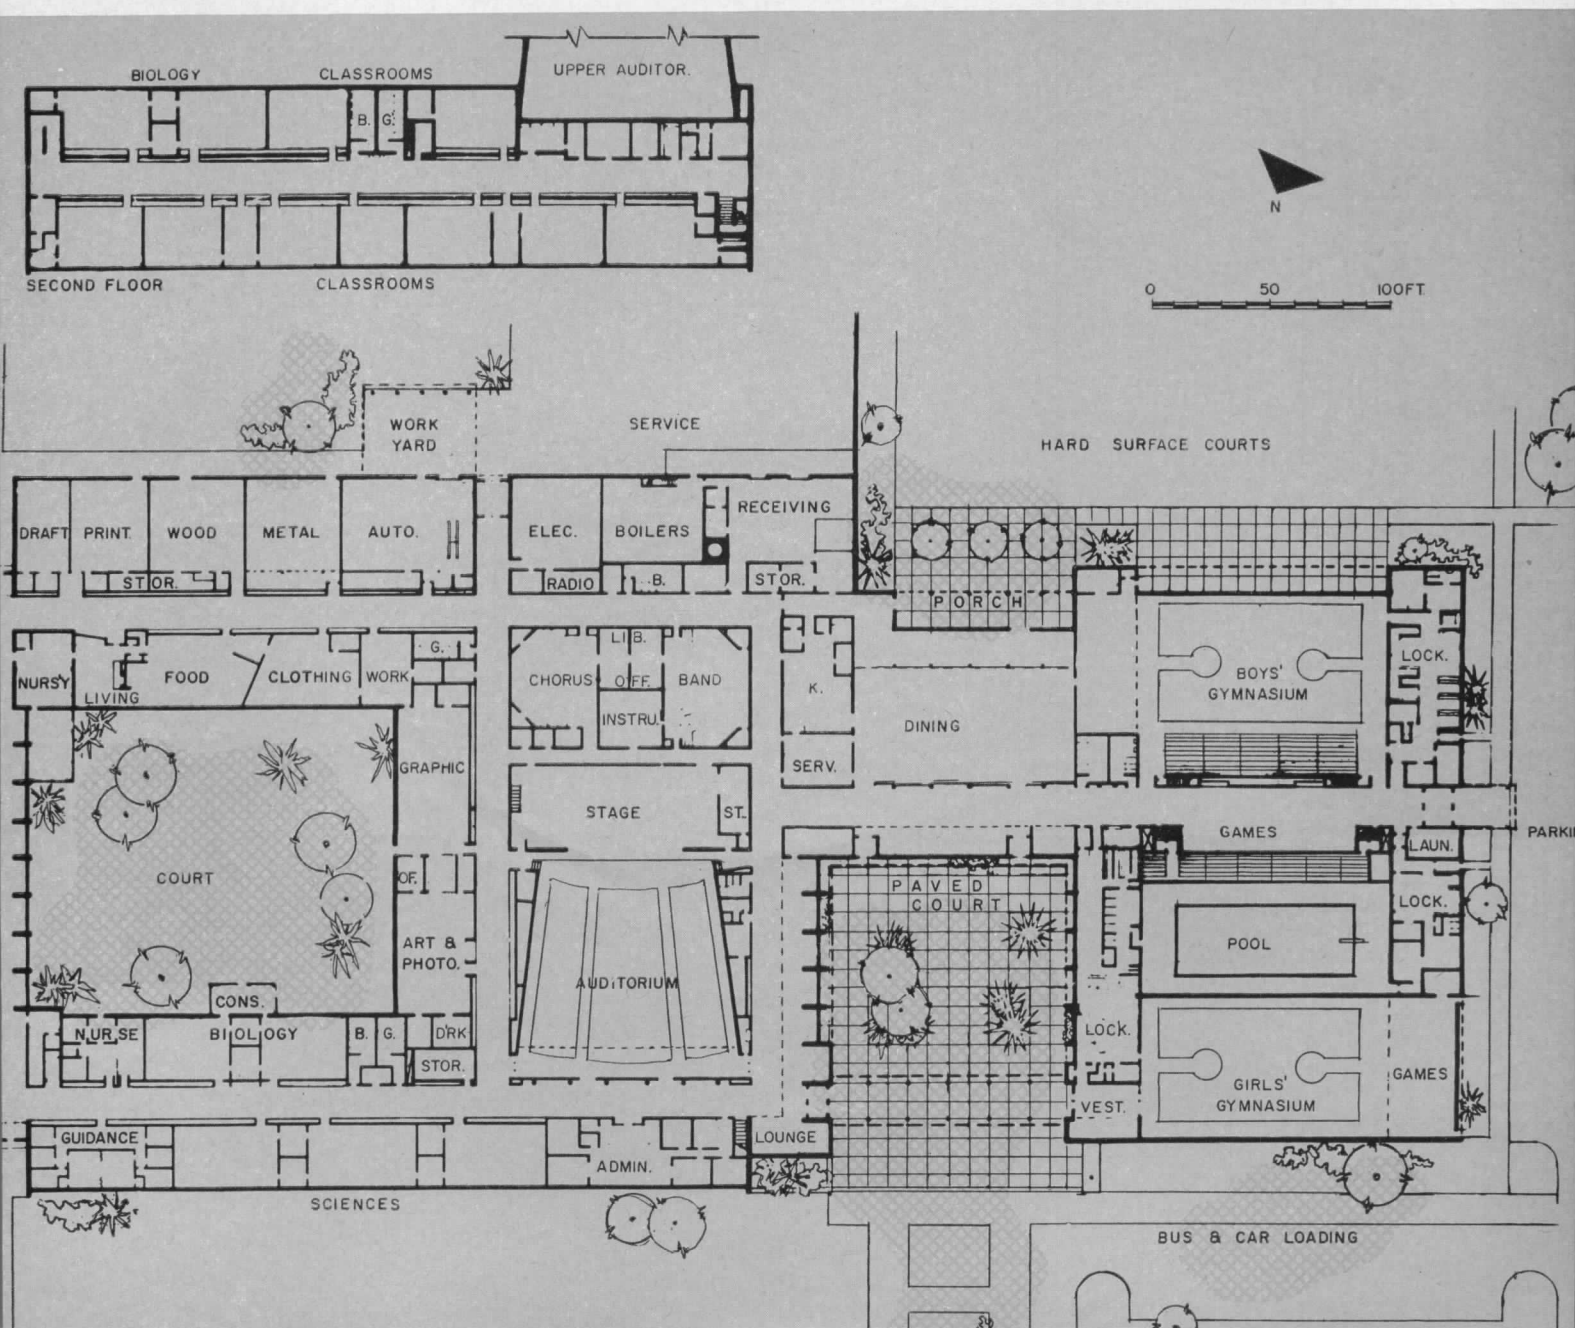 UPPER AUDITOR.
BIOLOGY CLASSROOMS
B. G.
SECOND FLOOR CLASSROOMS
N
0 50 100FT.
WORK
YARD
SERVICE
HARD SURFACE COURTS
DRAFT PRINT. WOOD METAL AUTO. ELEC. BOILERS RECEIVING
STOR. RADIO B. STOR.
PORCH
NURS'Y LIVING FOOD CLOTHING WORK G.
CHORUS LIB. OFF. INSTRU. BAND
K.
SERV.
DINING
BOYS'
GYMNASIUM
LOCK.
GRAPHIC
STAGE ST.
GAMES
LAUN.
PARKI
COURT
OF.
PAVED
COURT
LOCK.
POOL
ART &
PHOTO.
AUDITORIUM
CONS.
NURSE BIOLOGY B. G. D'RK
STOR.
LOCK.
VEST.
GIRLS'
GYMNASIUM
GAMES
GUIDANCE
ADMIN.
LOUNGE
SCIENCES
BUS & CAR LOADING